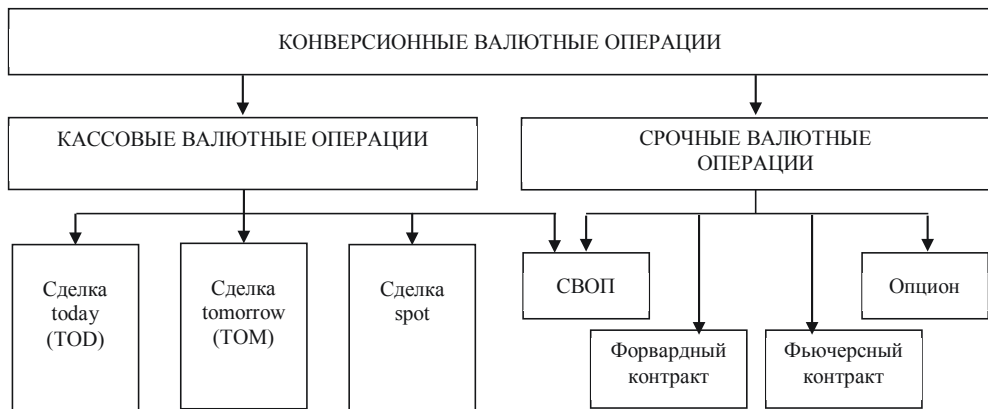 КОНВЕРСИОННЫЕ ВАЛЮТНЫЕ ОПЕРАЦИИ
КАССОВЫЕ ВАЛЮТНЫЕ ОПЕРАЦИИ
СРОЧНЫЕ ВАЛЮТНЫЕ
ОПЕРАЦИИ
Сделка
today
(TOD)
Сделка
tomorrow
(TOM)
Сделка
spot
СВОП
Опцион
Форвардный
контракт
Фьючерсный
контракт